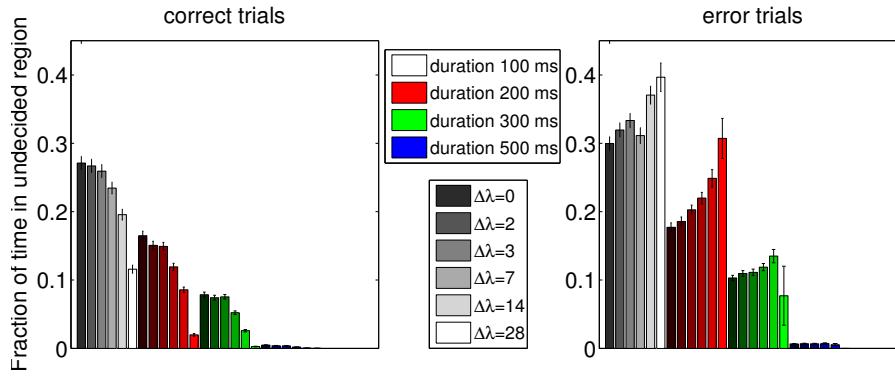 correct trials
error trials
Fraction of time in undecided region
0.4
0.3
0.2
0.1
0
duration 100 ms
duration 200 ms
duration 300 ms
duration 500 ms
Δλ=0
Δλ=2
Δλ=3
Δλ=7
Δλ=14
Δλ=28
0.4
0.3
0.2
0.1
0